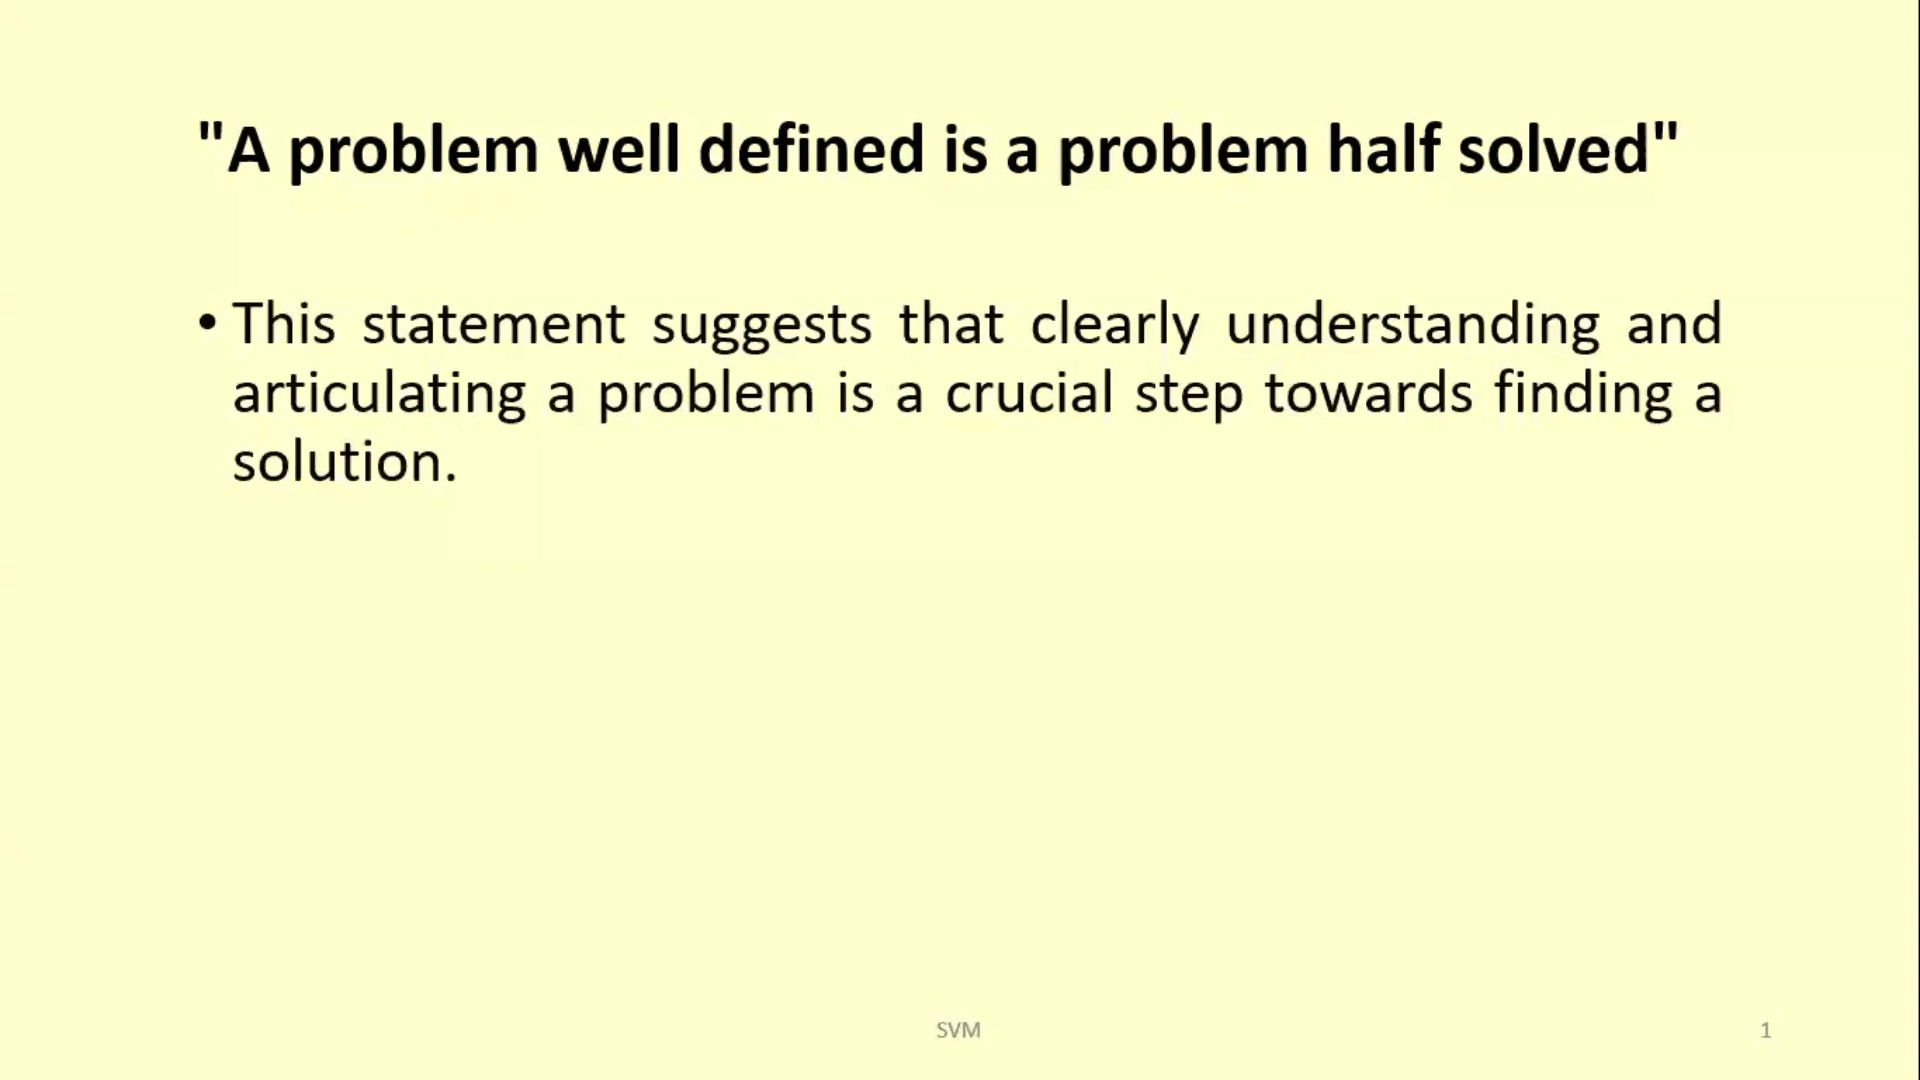 "A problem well defined is a problem half solved"
• This statement suggests that clearly understanding and
articulating a problem is a crucial step towards finding a
solution.
SVM
1